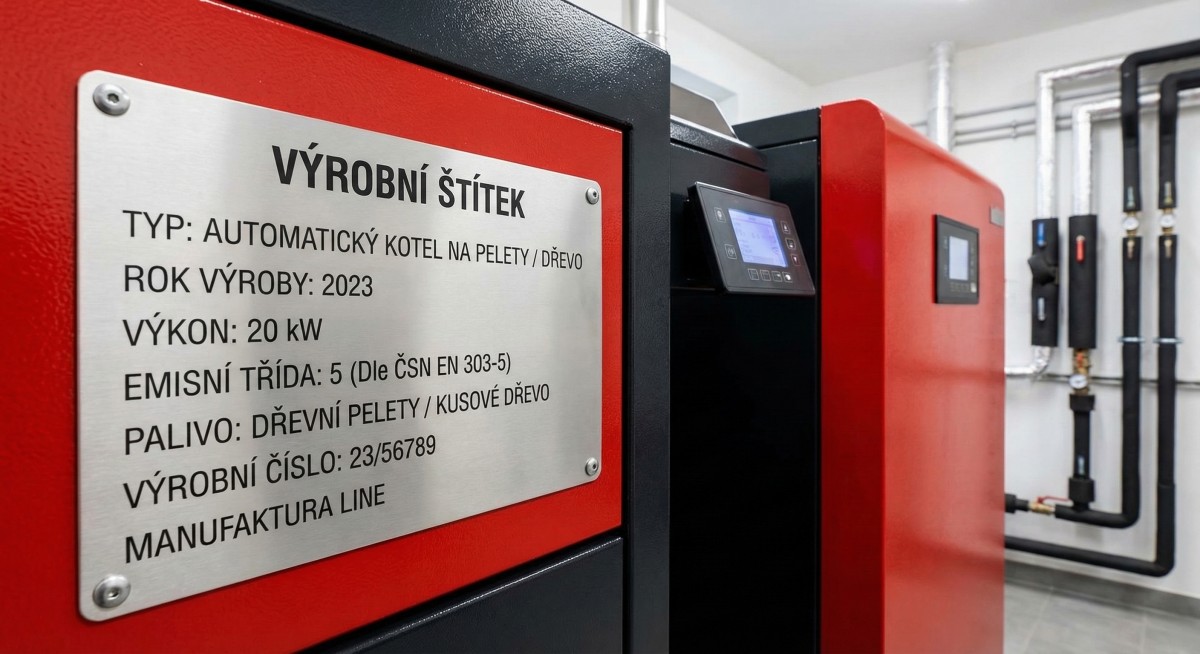 VÝROBNÍ ŠTÍTEK
TYP: AUTOMATICKÝ KOTEL NA PELETY / DŘEVO
ROK VÝROBY: 2023
VÝKON: 20 kW
EMISNÍ TŘÍDA: 5 (Dle ČSN EN 303-5)
PALIVO: DŘEVNÍ PELETY / KUSOVÉ DŘEVO
VÝROBNÍ ČÍSLO: 23/56789
MANUFAKTURA LINE